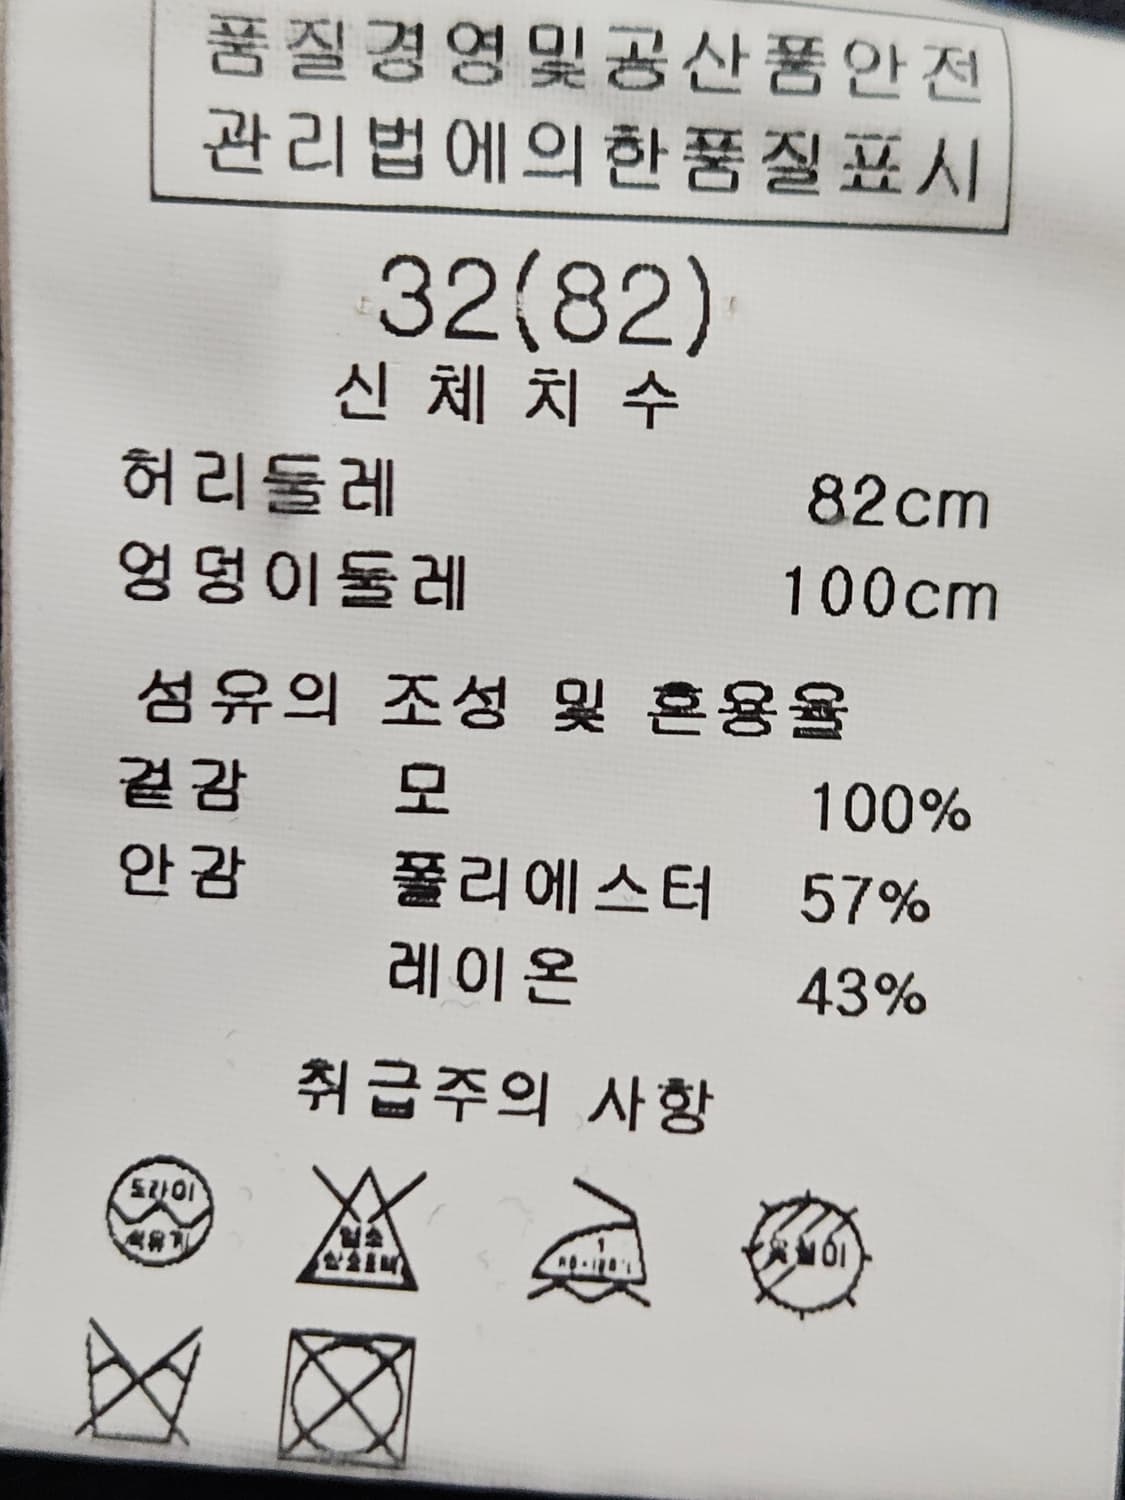 품질경영및공산품안전
관리법에의한품질표시
32(82)
신체치수
허리둘레 82cm
엉덩이둘레 100cm
섬유의 조성 및 혼용율
겉감 모 100%
안감 폴리에스터 57%
레이온 43%
취급주의 사항
드라이
석유계
염소
산소표백
옷걸이